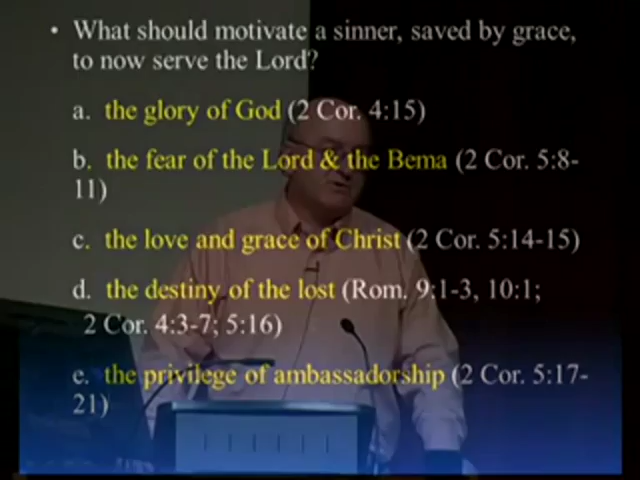 • What should motivate a sinner, saved by grace,
to now serve the Lord?
a. the glory of God (2 Cor. 4:15)
b. the fear of the Lord & the Bema (2 Cor. 5:8-
11)
c. the love and grace of Christ (2 Cor. 5:14-15)
d. the destiny of the lost (Rom. 9:1-3, 10:1;
2 Cor. 4:3-7; 5:16)
e. the privilege of ambassadorship (2 Cor. 5:17-
21)